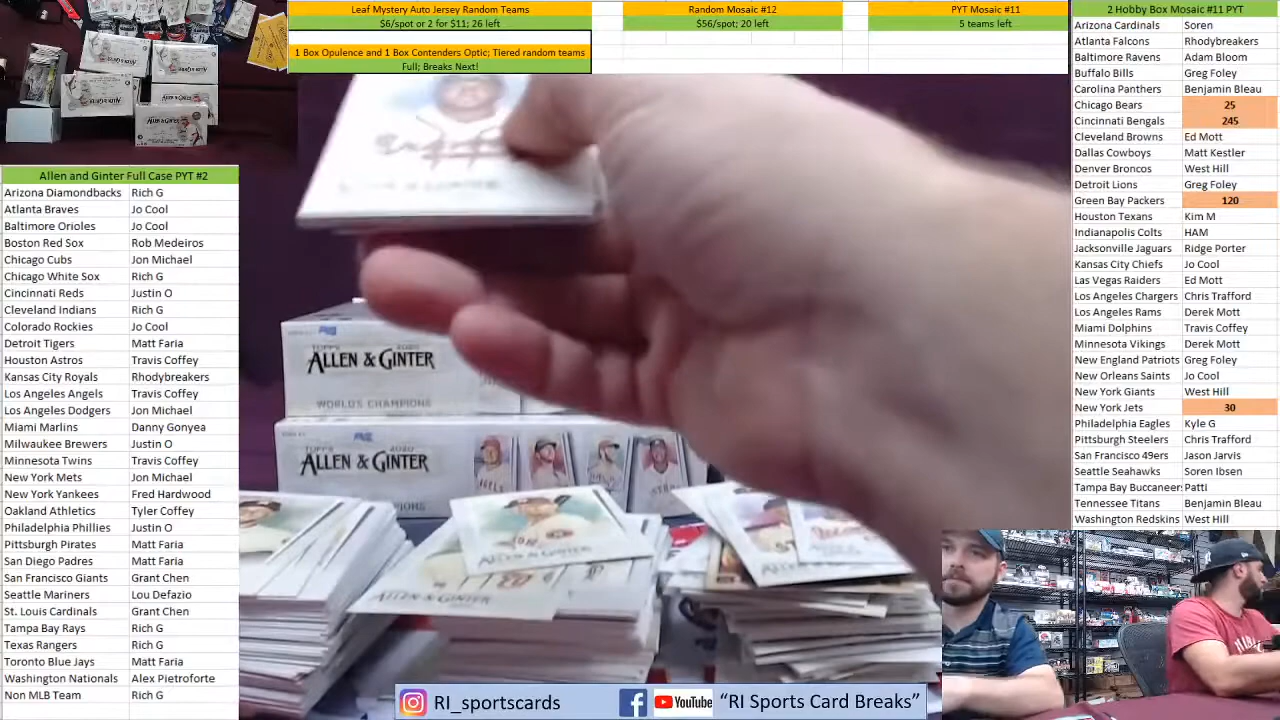 Leaf Mystery Auto Jersey Random Teams
$6/spot or 2 for $11; 26 left
1 Box Opulence and 1 Box Contenders Optic; Tiered random teams
Full; Breaks Next!
Random Mosaic #12
$56/spot; 20 left
PYT Mosaic #11
5 teams left
2 Hobby Box Mosaic #11 PYT
Arizona Cardinals Soren
Atlanta Falcons Rhodybreakers
Baltimore Ravens Adam Bloom
Buffalo Bills Greg Foley
Carolina Panthers Benjamin Bleau
Chicago Bears 25
Cincinnati Bengals 245
Cleveland Browns Ed Mott
Dallas Cowboys Matt Kestler
Denver Broncos West Hill
Detroit Lions Greg Foley
Green Bay Packers 120
Houston Texans Kim M
Indianapolis Colts HAM
Jacksonville Jaguars Ridge Porter
Kansas City Chiefs Jo Cool
Las Vegas Raiders Ed Mott
Los Angeles Chargers Chris Trafford
Los Angeles Rams Derek Mott
Miami Dolphins Travis Coffey
Minnesota Vikings Derek Mott
New England Patriots Greg Foley
New Orleans Saints Jo Cool
New York Giants West Hill
New York Jets 30
Philadelphia Eagles Kyle G
Pittsburgh Steelers Chris Trafford
San Francisco 49ers Jason Jarvis
Seattle Seahawks Soren Ibsen
Tampa Bay Buccaneer: Patti
Tennessee Titans Benjamin Bleau
Washington Redskins West Hill
Allen and Ginter Full Case PYT #2
Arizona Diamondbacks Rich G
Atlanta Braves Jo Cool
Baltimore Orioles Jo Cool
Boston Red Sox Rob Medeiros
Chicago Cubs Jon Michael
Chicago White Sox Rich G
Cincinnati Reds Justin O
Cleveland Indians Rich G
Colorado Rockies Jo Cool
Detroit Tigers Matt Faria
Houston Astros Travis Coffey
Kansas City Royals Rhodybreakers
Los Angeles Angels Travis Coffey
Los Angeles Dodgers Jon Michael
Miami Marlins Danny Gonyea
Milwaukee Brewers Justin O
Minnesota Twins Travis Coffey
New York Mets Jon Michael
New York Yankees Fred Hardwood
Oakland Athletics Tyler Coffey
Philadelphia Phillies Justin O
Pittsburgh Pirates Matt Faria
San Diego Padres Matt Faria
San Francisco Giants Grant Chen
Seattle Mariners Lou Defazio
St. Louis Cardinals Grant Chen
Tampa Bay Rays Rich G
Texas Rangers Rich G
Toronto Blue Jays Matt Faria
Washington Nationals Alex Pietroforte
Non MLB Team Rich G
TOPPS 2020
ALLEN & GINTER
WORLD'S CHAMPIONS
TOPPS 2020
ALLEN & GINTER
ALLEN & GINTER
ALLEN & GINTER
RI_sportscards
YouTube
"RI Sports Card Breaks"